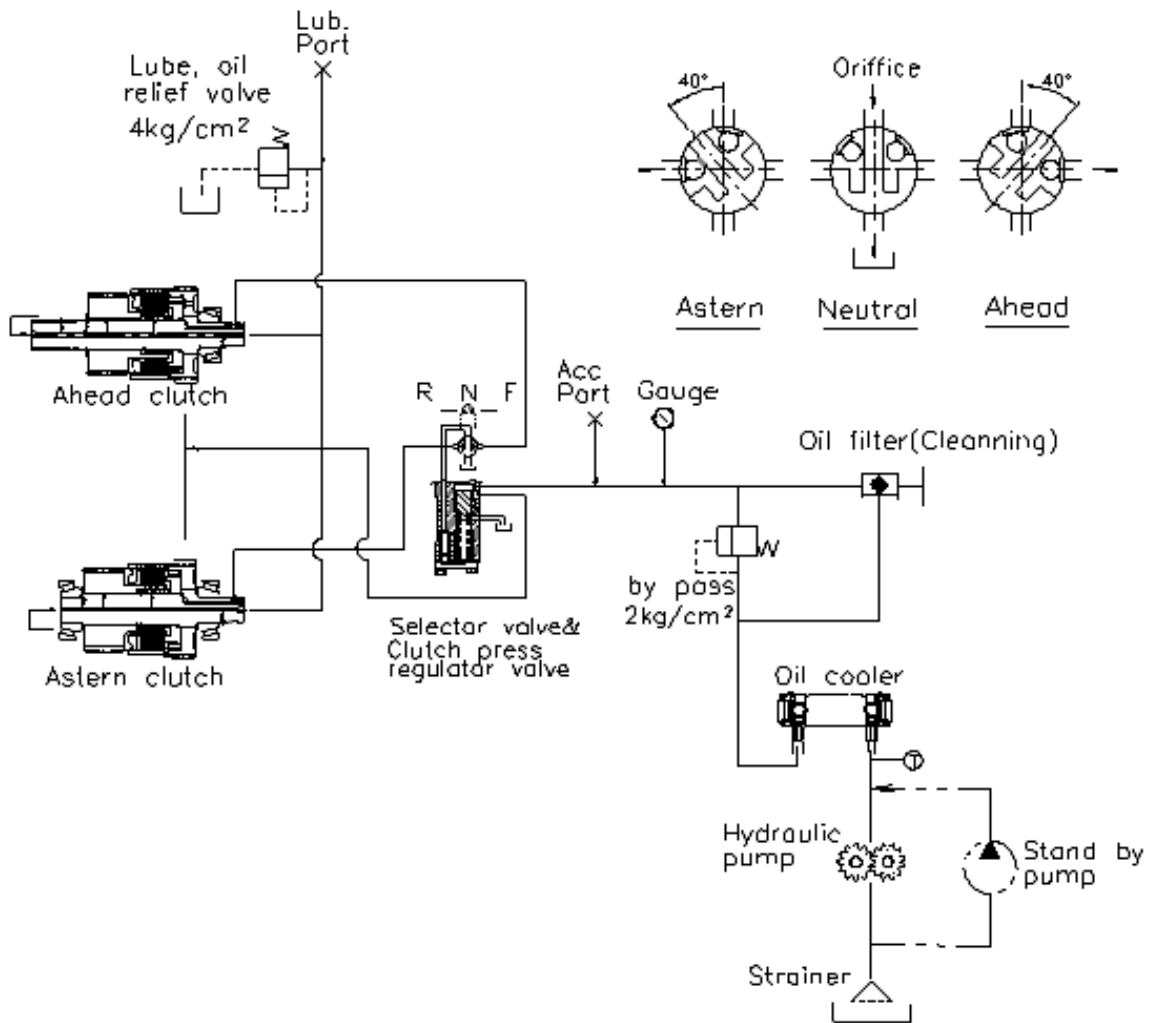 Lub.
Port
Lube, oil
relief valve
4kg/cm²
40°
Oriffice
40°
Astern
Neutral
Ahead
Ahead clutch
R N F
Acc
Port
Gauge
Oil filter(Cleanning)
by pass
2kg/cm²
Selector valve&
Clutch press
regulator valve
Astern clutch
Oil cooler
T
Hydraulic
pump
Stand by
pump
Strainer